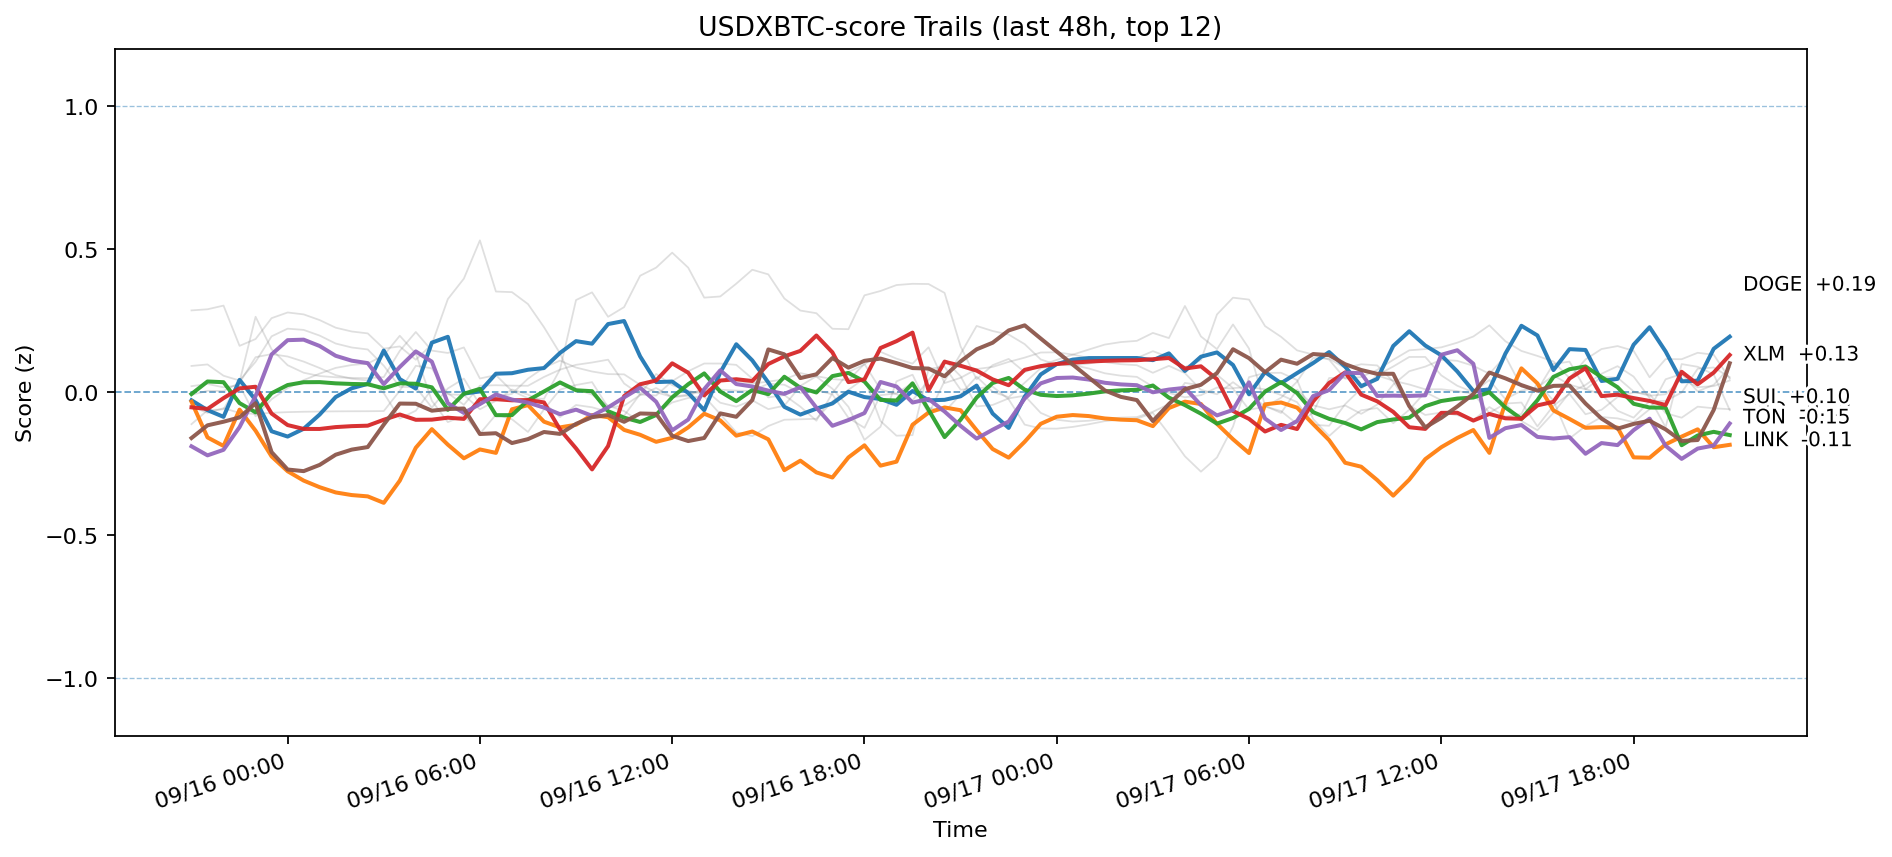 USDXBTC-score Trails (last 48h, top 12)
Score (z)
1.0
0.5
0.0
−0.5
−1.0
DOGE +0.19
XLM +0.13
SUI +0.10
TON -0.15
LINK -0.11
09/16 00:00
09/16 06:00
09/16 12:00
09/16 18:00
09/17 00:00
09/17 06:00
09/17 12:00
09/17 18:00
Time